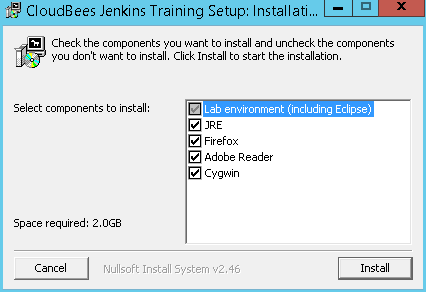 CloudBees Jenkins Training Setup: Installati...
Check the components you want to install and uncheck the components
you don't want to install. Click Install to start the installation.
Select components to install:
Lab environment (including Eclipse)
JRE
Firefox
Adobe Reader
Cygwin
Space required: 2.0GB
Cancel
Nullsoft Install System v2.46
Install